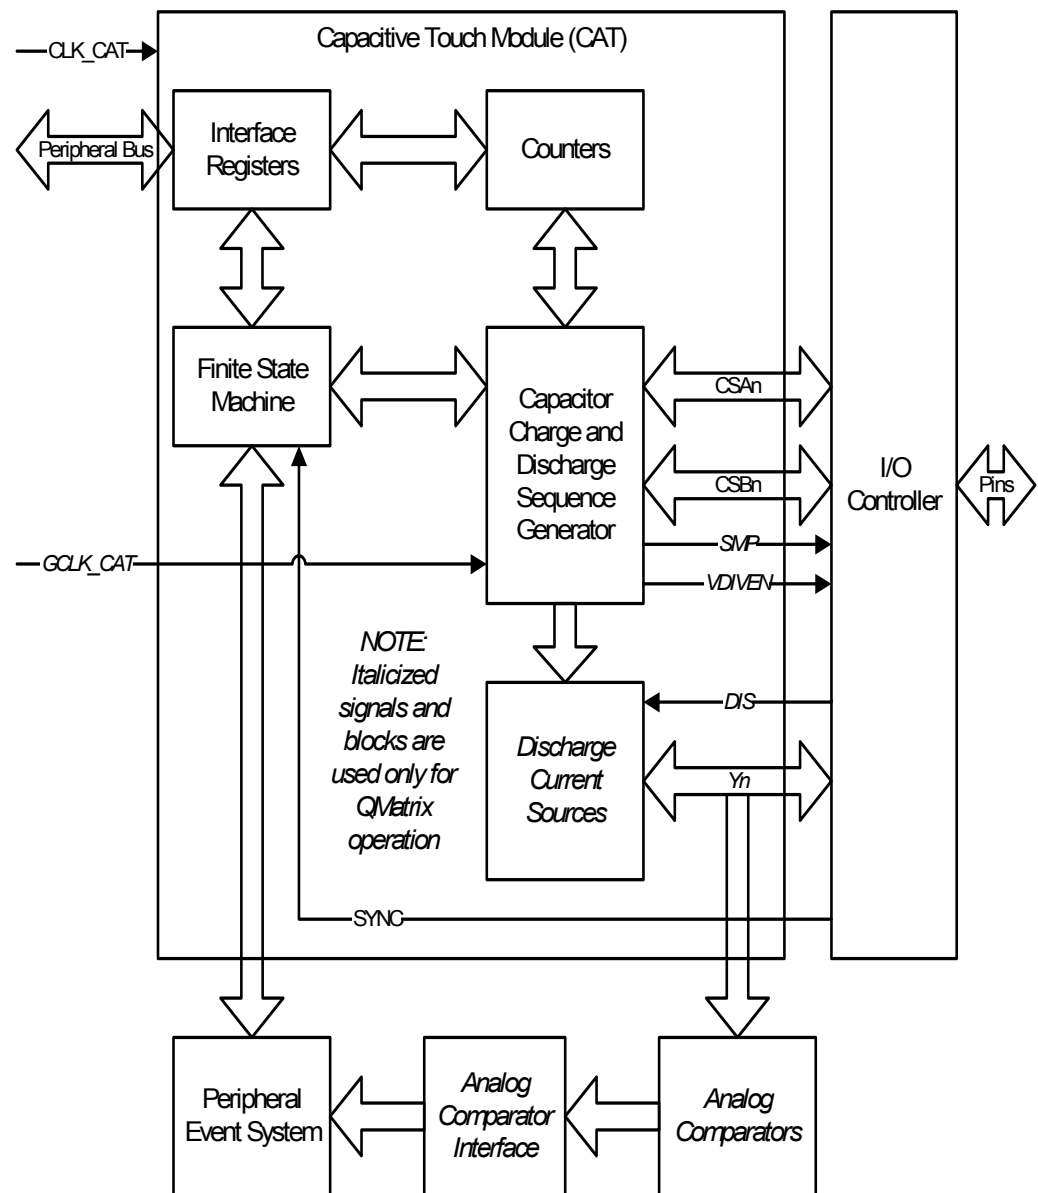 Capacitive Touch Module (CAT)
CLK_CAT
Peripheral Bus
Interface
Registers
Counters
Finite State
Machine
Capacitor
Charge and
Discharge
Sequence
Generator
CSAn
CSBn
SMP
VDIVEN
I/O
Controller
Pins
GCLK_CAT
NOTE:
Italicized
signals and
blocks are
used only for
QMatrix
operation
Discharge
Current
Sources
DIS
Yn
SYNC
Peripheral
Event System
Analog
Comparator
Interface
Analog
Comparators